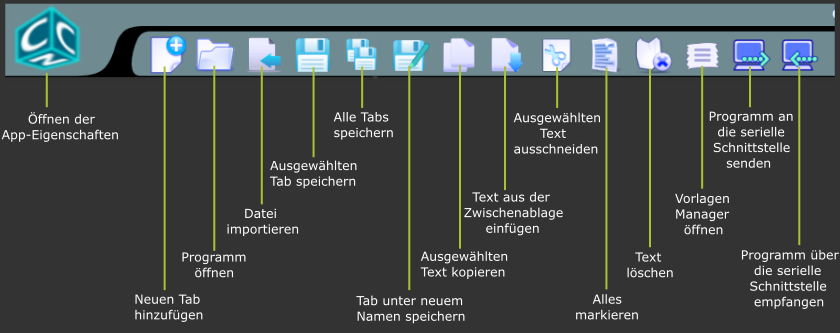 CNC
Öffnen der
App-Eigenschaften
Neuen Tab
hinzufügen
Programm
öffnen
Datei
importieren
Ausgewählten
Tab speichern
Alle Tabs
speichern
Tab unter neuem
Namen speichern
Ausgewählten
Text kopieren
Text aus der
Zwischenablage
einfügen
Ausgewählten
Text
ausschneiden
Alles
markieren
Text
löschen
Vorlagen
Manager
öffnen
Programm an
die serielle
Schnittstelle
senden
Programm über
die serielle
Schnittstelle
empfangen